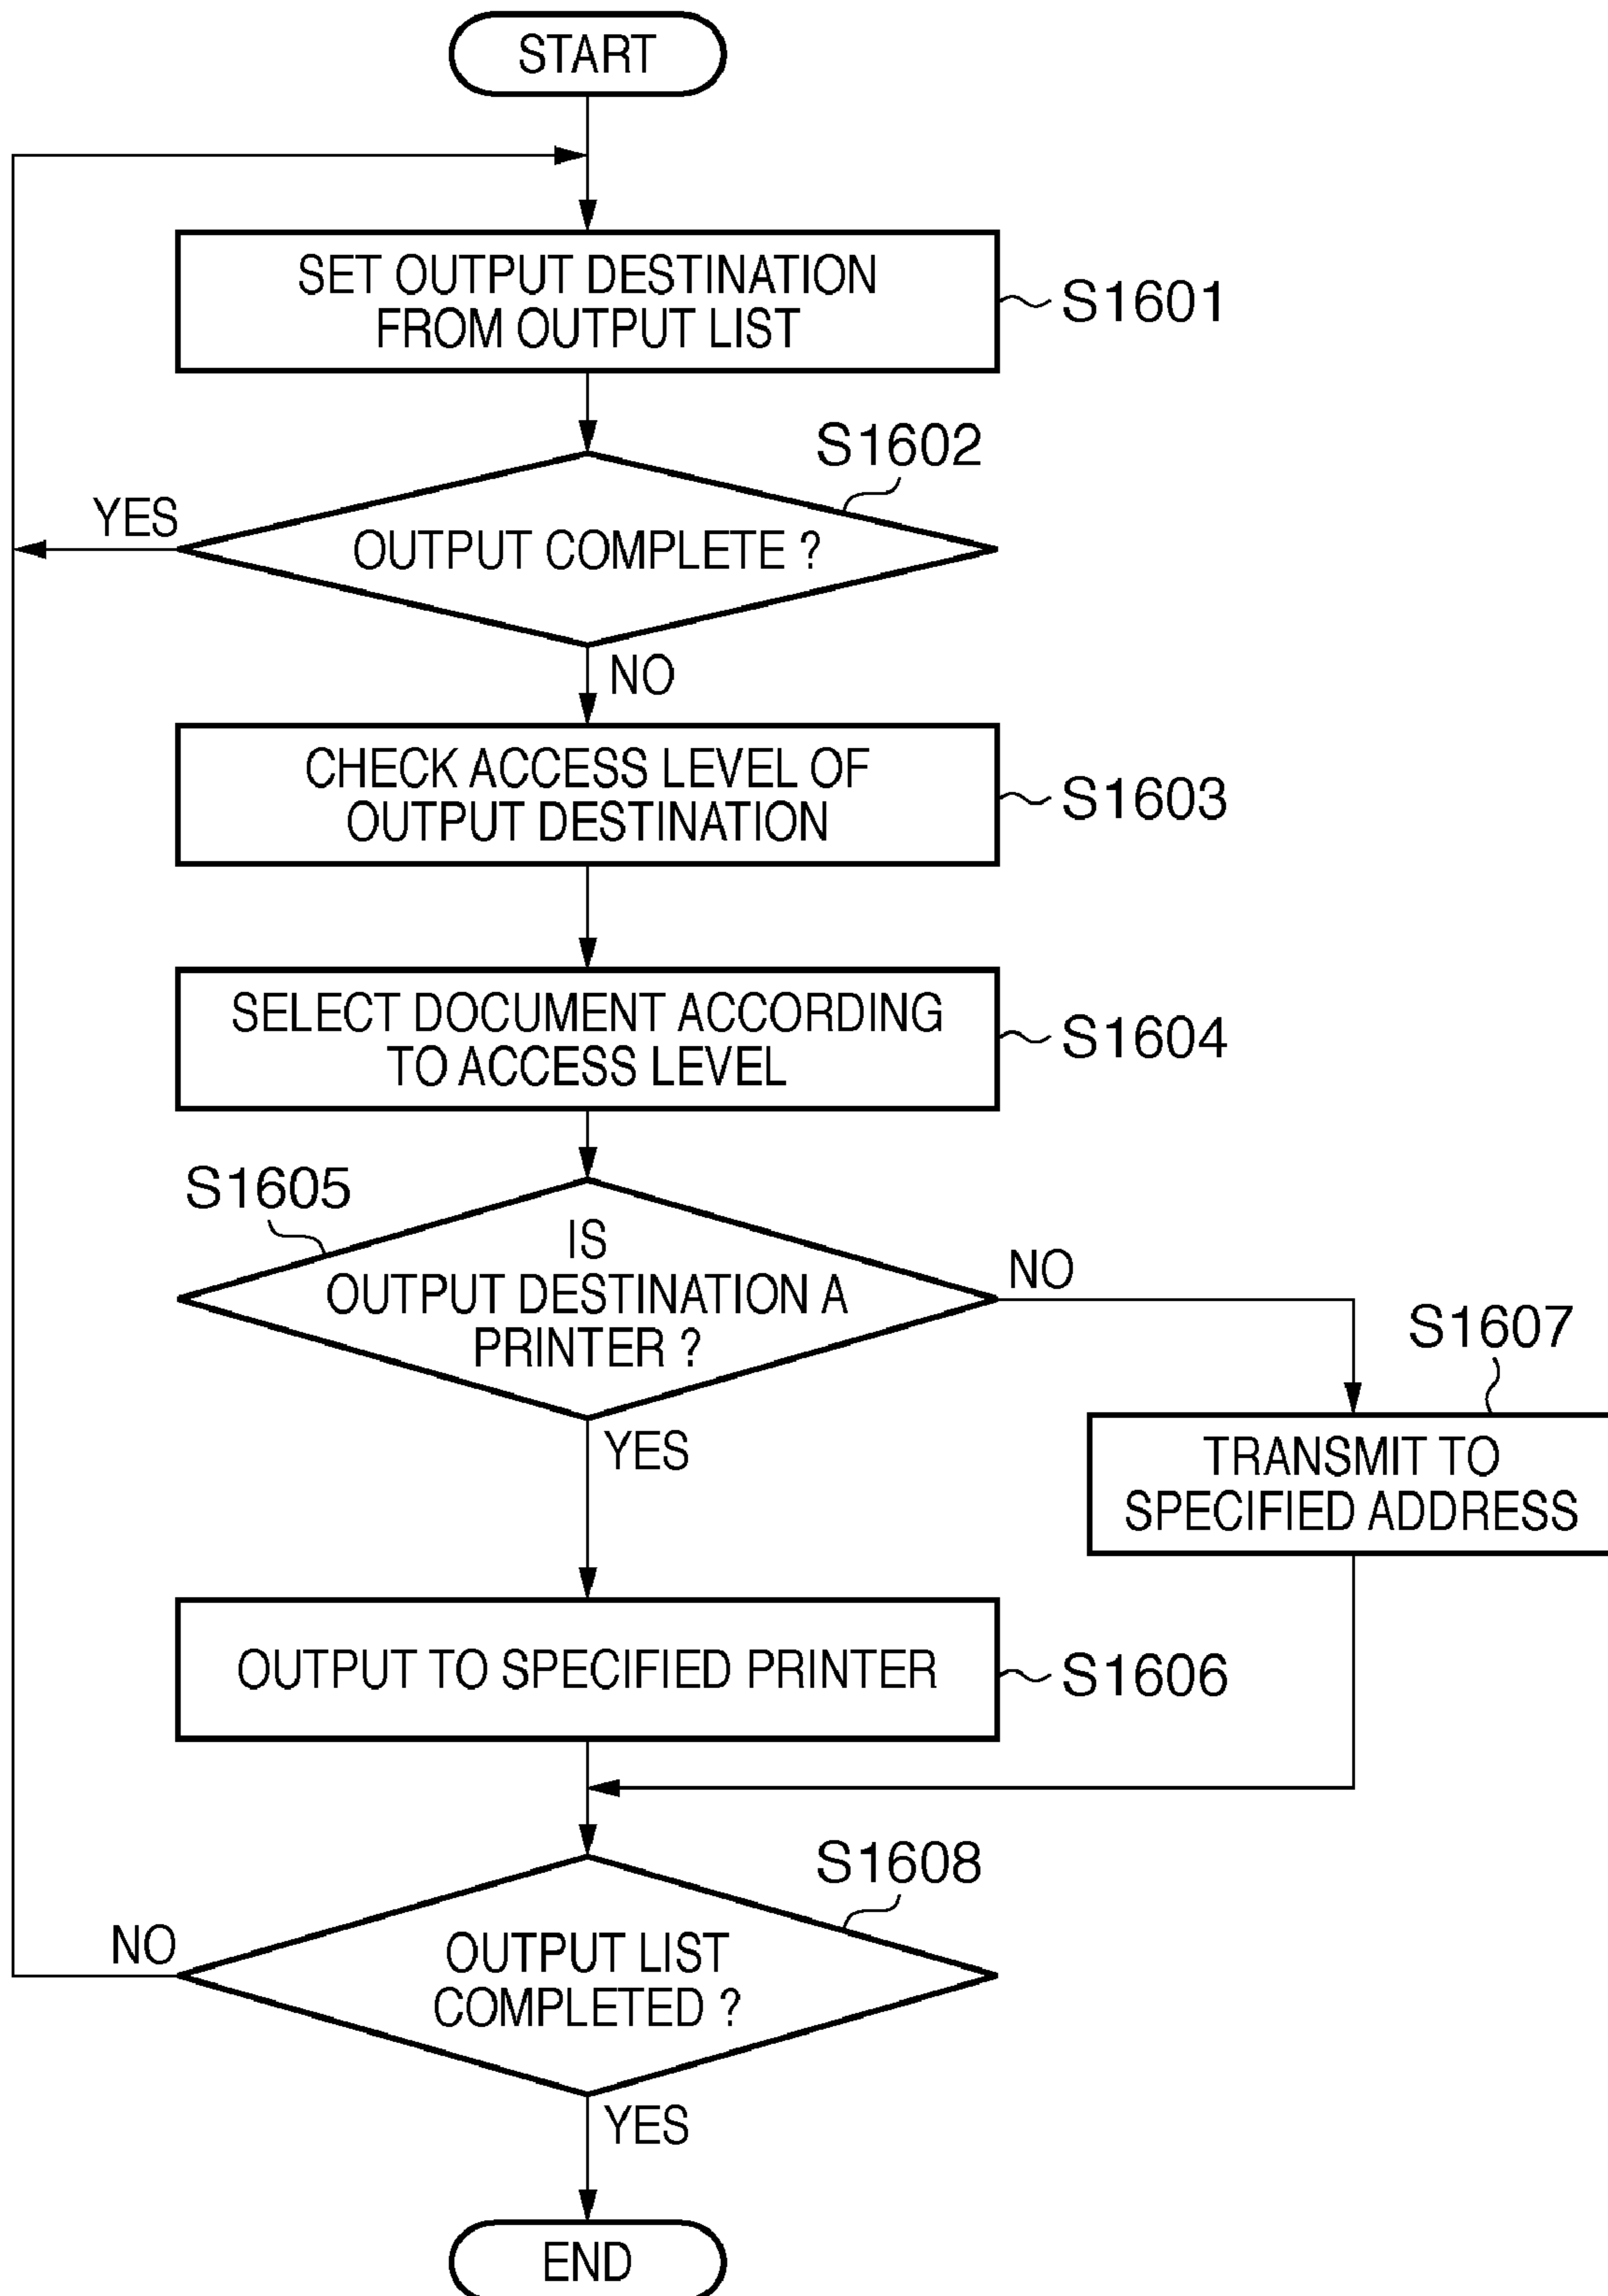 START
SET OUTPUT DESTINATION
FROM OUTPUT LIST
S1601
S1602
YES
OUTPUT COMPLETE ?
NO
CHECK ACCESS LEVEL OF
OUTPUT DESTINATION
S1603
SELECT DOCUMENT ACCORDING
TO ACCESS LEVEL
S1604
S1605
IS
OUTPUT DESTINATION A
PRINTER ?
NO
S1607
YES
TRANSMIT TO
SPECIFIED ADDRESS
OUTPUT TO SPECIFIED PRINTER
S1606
S1608
NO
OUTPUT LIST
COMPLETED ?
YES
END